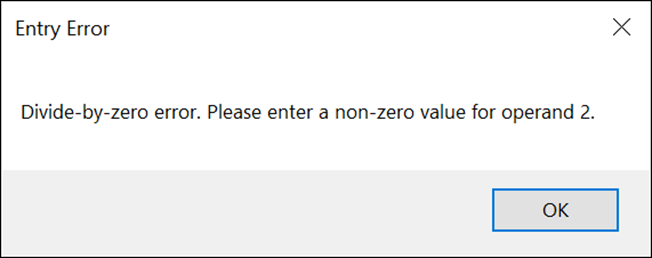 Entry Error
Divide-by-zero error. Please enter a non-zero value for operand 2.
OK